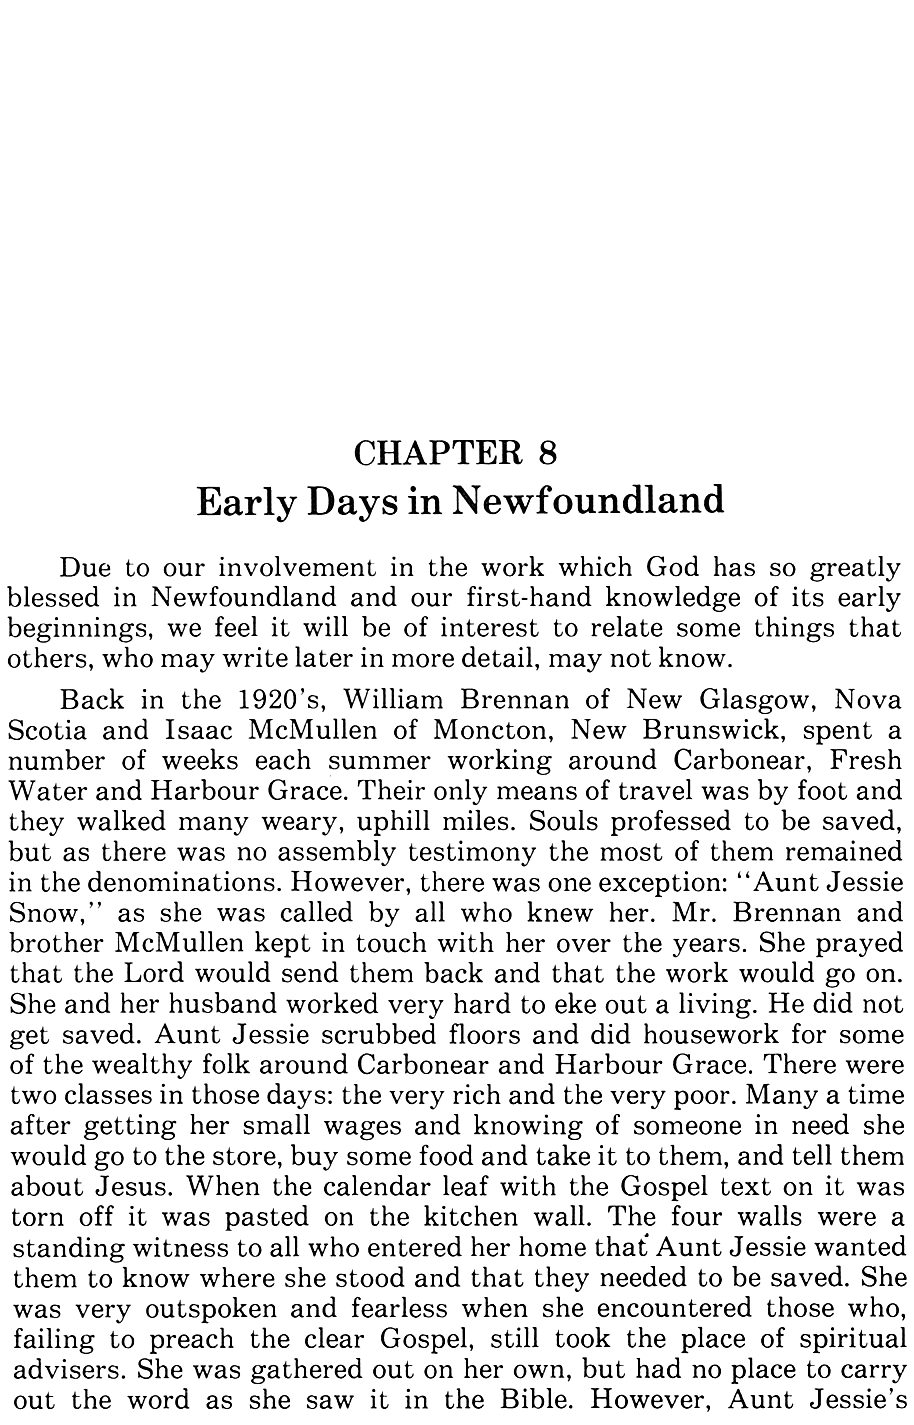 CHAPTER 8
Early Days in Newfoundland
Due to our involvement in the work which God has so greatly
blessed in Newfoundland and our first-hand knowledge of its early
beginnings, we feel it will be of interest to relate some things that
others, who may write later in more detail, may not know.
Back in the 1920's, William Brennan of New Glasgow, Nova
Scotia and Isaac McMullen of Moncton, New Brunswick, spent a
number of weeks each summer working around Carbonear, Fresh
Water and Harbour Grace. Their only means of travel was by foot and
they walked many weary, uphill miles. Souls professed to be saved,
but as there was no assembly testimony the most of them remained
in the denominations. However, there was one exception: "Aunt Jessie
Snow," as she was called by all who knew her. Mr. Brennan and
brother McMullen kept in touch with her over the years. She prayed
that the Lord would send them back and that the work would go on.
She and her husband worked very hard to eke out a living. He did not
get saved. Aunt Jessie scrubbed floors and did housework for some
of the wealthy folk around Carbonear and Harbour Grace. There were
two classes in those days: the very rich and the very poor. Many a time
after getting her small wages and knowing of someone in need she
would go to the store, buy some food and take it to them, and tell them
about Jesus. When the calendar leaf with the Gospel text on it was
torn off it was pasted on the kitchen wall. The four walls were a
standing witness to all who entered her home that Aunt Jessie wanted
them to know where she stood and that they needed to be saved. She
was very outspoken and fearless when she encountered those who,
failing to preach the clear Gospel, still took the place of spiritual
advisers. She was gathered out on her own, but had no place to carry
out the word as she saw it in the Bible. However, Aunt Jessie's